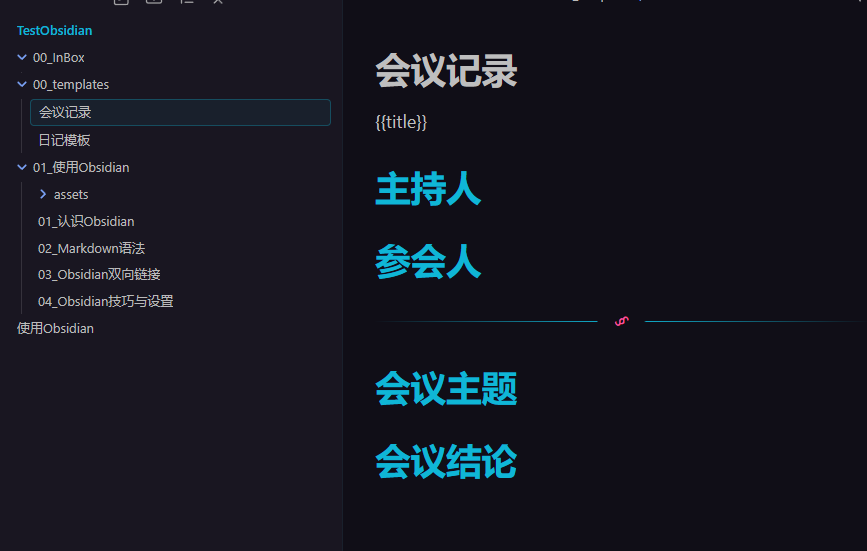 TestObsidian
00_InBox
00_templates
会议记录
日记模板
01_使用Obsidian
assets
01_认识Obsidian
02_Markdown语法
03_Obsidian双向链接
04_Obsidian技巧与设置
使用Obsidian
会议记录
{{title}}
主持人
参会人
会议主题
会议结论